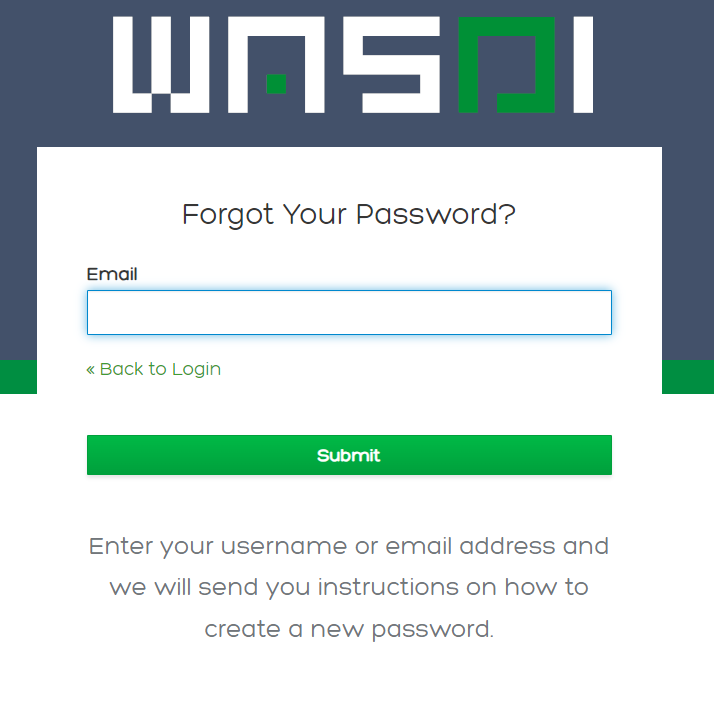 WASDI
Forgot Your Password?
Email
« Back to Login
Submit
Enter your username or email address and
we will send you instructions on how to
create a new password.